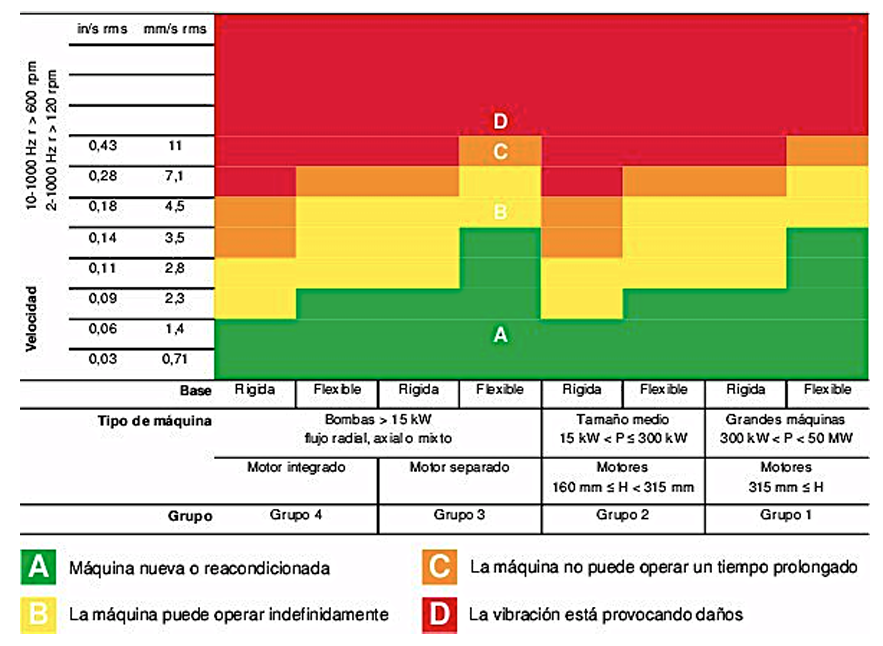 in/s rms mm/s rms
10-1000 Hz r > 600 rpm
2-1000 Hz r > 120 rpm
Velocidad
D
0,43 11 C
0,28 7,1
0,18 4,5 B
0,14 3,5
0,11 2,8
0,09 2,3
0,06 1,4 A
0,03 0,71
Base Rigida Flexible Rigida Flexible Rigida Flexible Rigida Flexible
Tipo de máquina Bombas > 15 kW Tamaño medio Grandes máquinas
flujo radial, axial o mixto 15 kW < P ≤ 300 kW 300 kW < P < 50 MW
Motor integrado Motor separado Motores Motores
160 mm ≤ H < 315 mm 315 mm ≤ H
Grupo Grupo 4 Grupo 3 Grupo 2 Grupo 1
A Máquina nueva o reacondicionada C La máquina no puede operar un tiempo prolongado
B La máquina puede operar indefinidamente D La vibración está provocando daños